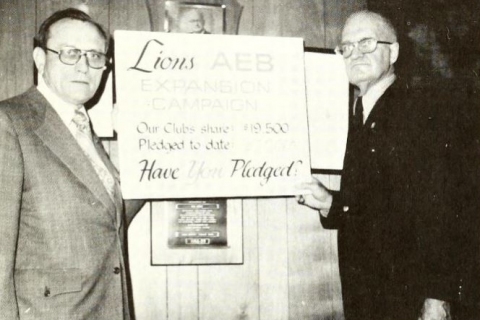 Lions AEB
EXPANSION
CAMPAIGN
Our Clubs share $19,500
Pledged to date
Have You Pledged?